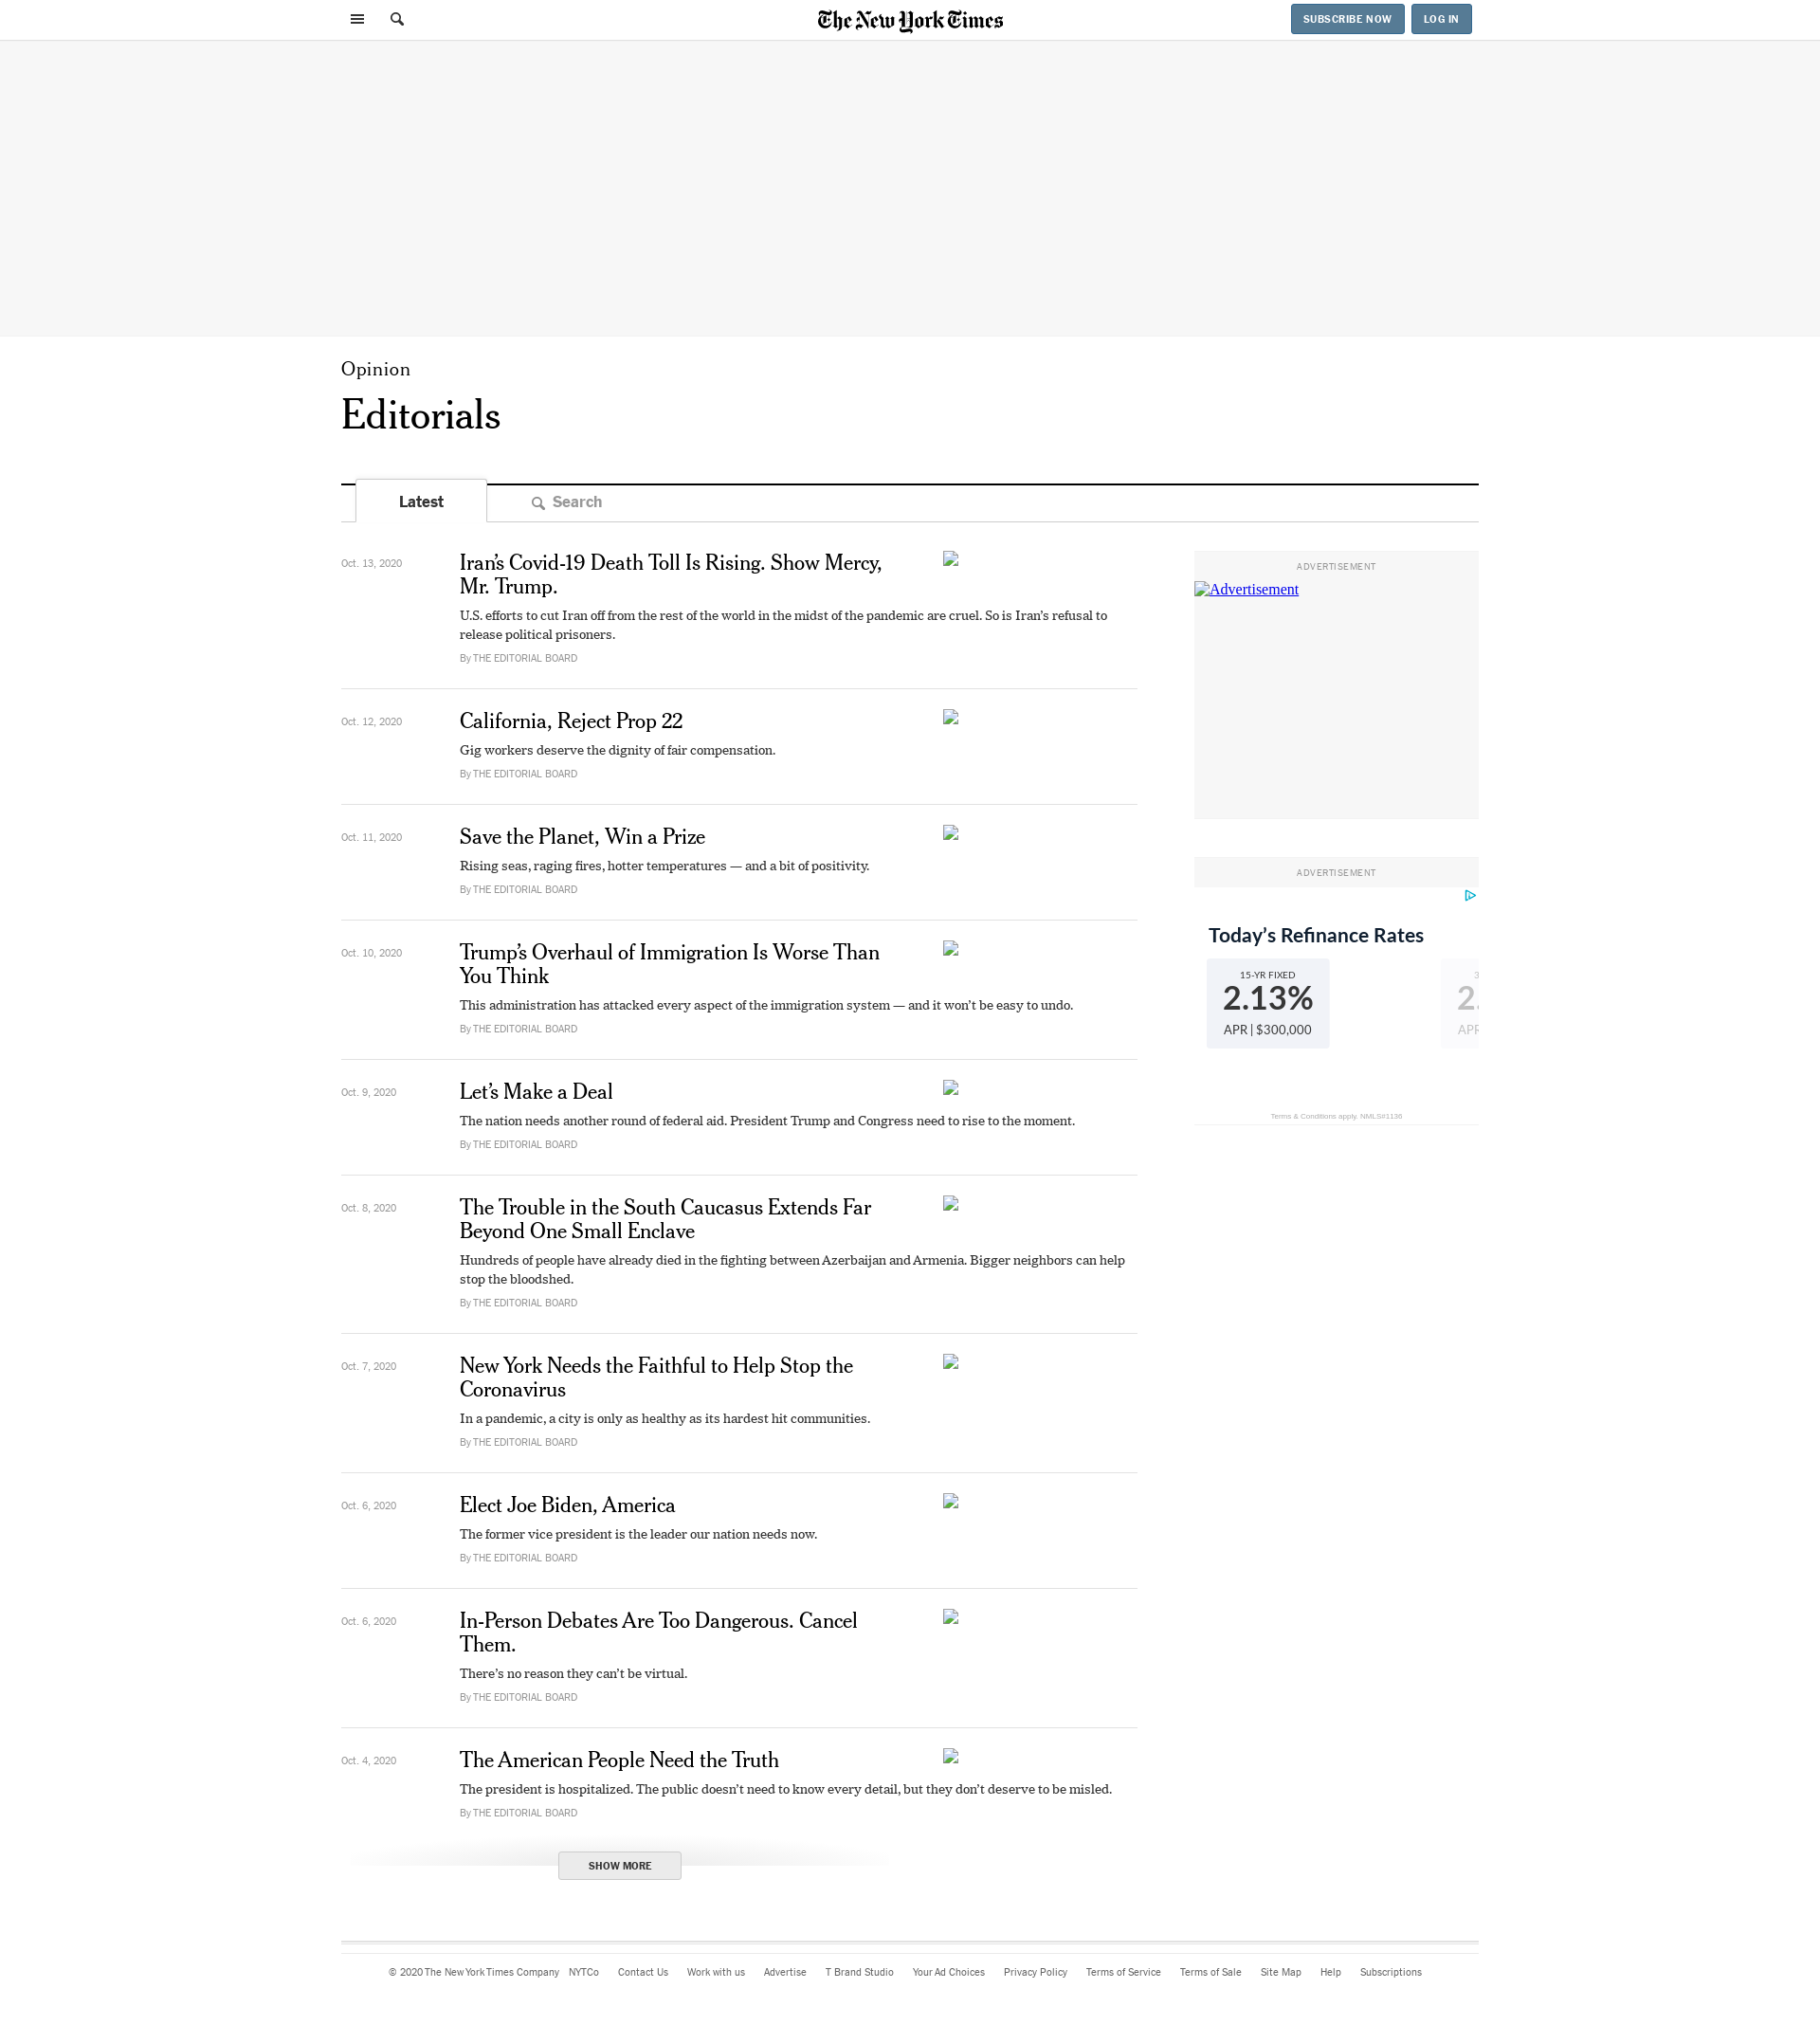 The New York Times
SUBSCRIBE NOW
LOG IN
Opinion
Editorials
Latest
Search
Oct. 13, 2020
Iran's Covid-19 Death Toll Is Rising. Show Mercy,
Mr. Trump.
U.S. efforts to cut Iran off from the rest of the world in the midst of the pandemic are cruel. So is Iran's refusal to
release political prisoners.
By THE EDITORIAL BOARD
Oct. 12, 2020
California, Reject Prop 22
Gig workers deserve the dignity of fair compensation.
By THE EDITORIAL BOARD
Oct. 11, 2020
Save the Planet, Win a Prize
Rising seas, raging fires, hotter temperatures — and a bit of positivity.
By THE EDITORIAL BOARD
Oct. 10, 2020
Trump's Overhaul of Immigration Is Worse Than
You Think
This administration has attacked every aspect of the immigration system — and it won't be easy to undo.
By THE EDITORIAL BOARD
Oct. 9, 2020
Let's Make a Deal
The nation needs another round of federal aid. President Trump and Congress need to rise to the moment.
By THE EDITORIAL BOARD
Oct. 8, 2020
The Trouble in the South Caucasus Extends Far
Beyond One Small Enclave
Hundreds of people have already died in the fighting between Azerbaijan and Armenia. Bigger neighbors can help
stop the bloodshed.
By THE EDITORIAL BOARD
Oct. 7, 2020
New York Needs the Faithful to Help Stop the
Coronavirus
In a pandemic, a city is only as healthy as its hardest hit communities.
By THE EDITORIAL BOARD
Oct. 6, 2020
Elect Joe Biden, America
The former vice president is the leader our nation needs now.
By THE EDITORIAL BOARD
Oct. 6, 2020
In-Person Debates Are Too Dangerous. Cancel
Them.
There's no reason they can't be virtual.
By THE EDITORIAL BOARD
Oct. 4, 2020
The American People Need the Truth
The president is hospitalized. The public doesn't need to know every detail, but they don't deserve to be misled.
By THE EDITORIAL BOARD
SHOW MORE
ADVERTISEMENT
Advertisement
ADVERTISEMENT
Today's Refinance Rates
15-YR FIXED
2.13%
APR | $300,000
3
2.
APR
Terms & Conditions apply. NMLS#1136
© 2020 The New York Times Company NYTCo Contact Us Work with us Advertise T Brand Studio Your Ad Choices Privacy Policy Terms of Service Terms of Sale Site Map Help Subscriptions